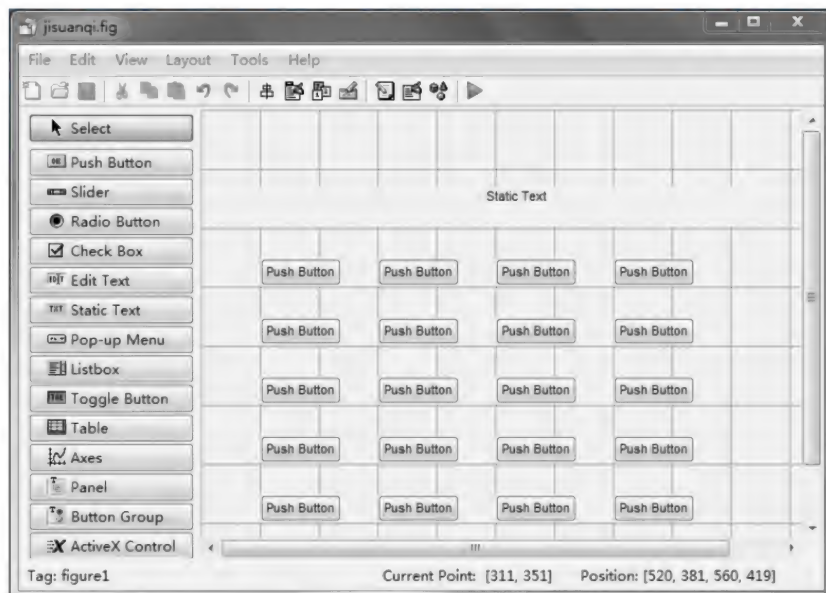 jisuanqi.fig
File Edit View Layout Tools Help
Select
Push Button
Slider
Radio Button
Check Box
Edit Text
Static Text
Pop-up Menu
Listbox
Toggle Button
Table
Axes
Panel
Button Group
ActiveX Control
Static Text
Push Button Push Button Push Button Push Button
Push Button Push Button Push Button Push Button
Push Button Push Button Push Button Push Button
Push Button Push Button Push Button Push Button
Push Button Push Button Push Button Push Button
Tag: figure1 Current Point: [311, 351] Position: [520, 381, 560, 419]